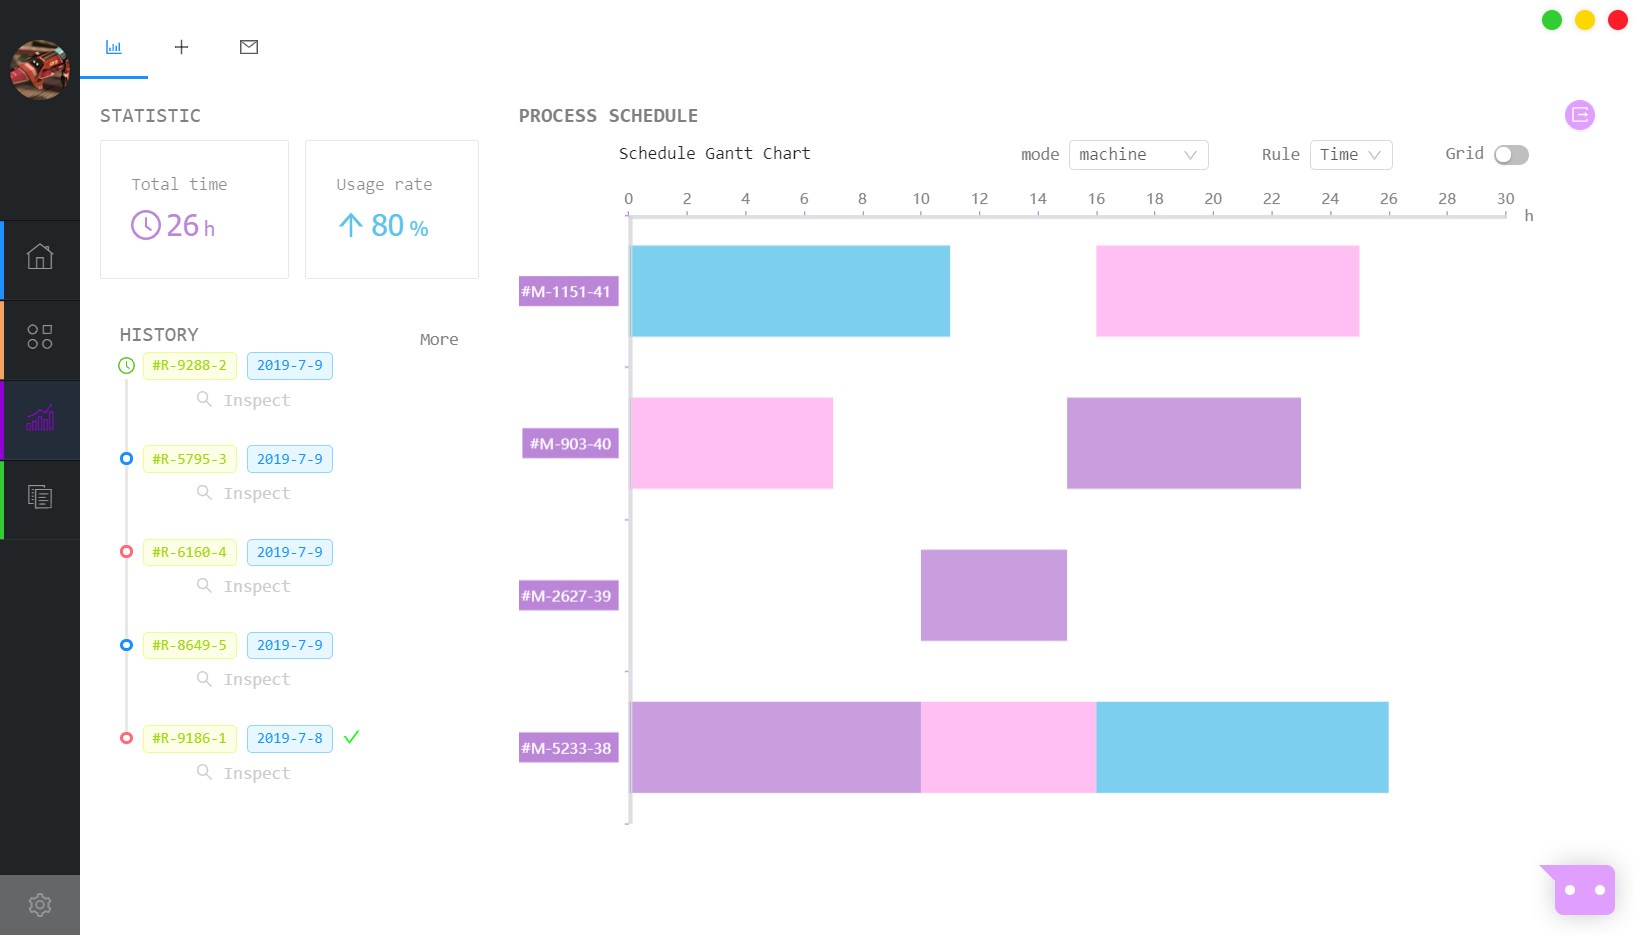 STATISTIC
Total time
26 h
Usage rate
80 %
HISTORY
More
#R-9288-2 2019-7-9
Inspect
#R-5795-3 2019-7-9
Inspect
#R-6160-4 2019-7-9
Inspect
#R-8649-5 2019-7-9
Inspect
#R-9186-1 2019-7-8
Inspect
PROCESS SCHEDULE
Schedule Gantt Chart
mode machine
Rule Time
Grid
0 2 4 6 8 10 12 14 16 18 20 22 24 26 28 30
h
#M-1151-41
#M-903-40
#M-2627-39
#M-5233-38